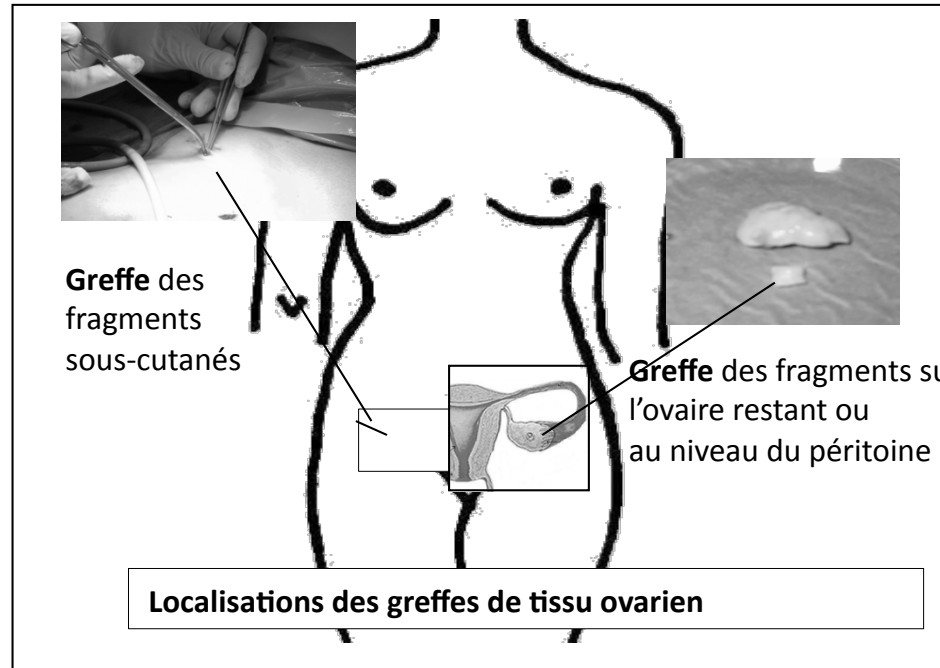 Greffe des
fragments
sous-cutanés
Greffe des fragments su
l'ovaire restant ou
au niveau du péritoine
Localisations des greffes de tissu ovarien